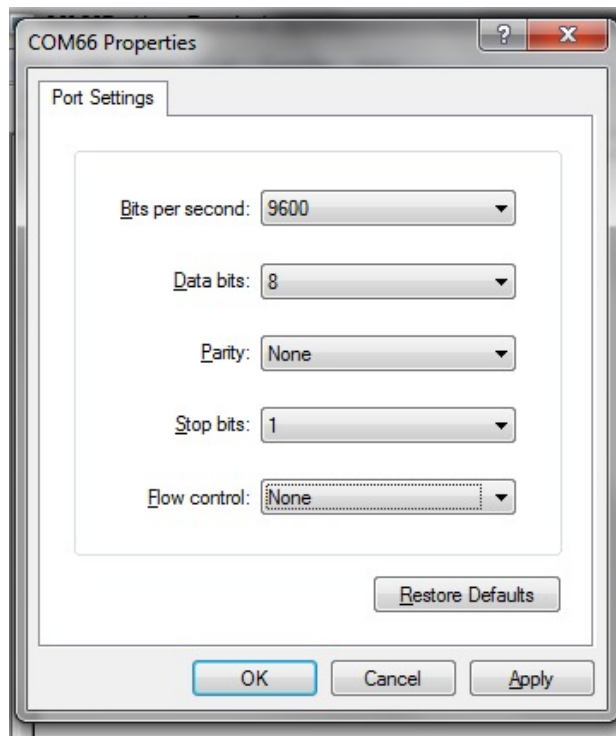 COM66 Properties
Port Settings
Bits per second: 9600
Data bits: 8
Parity: None
Stop bits: 1
Flow control: None
Restore Defaults
OK Cancel Apply